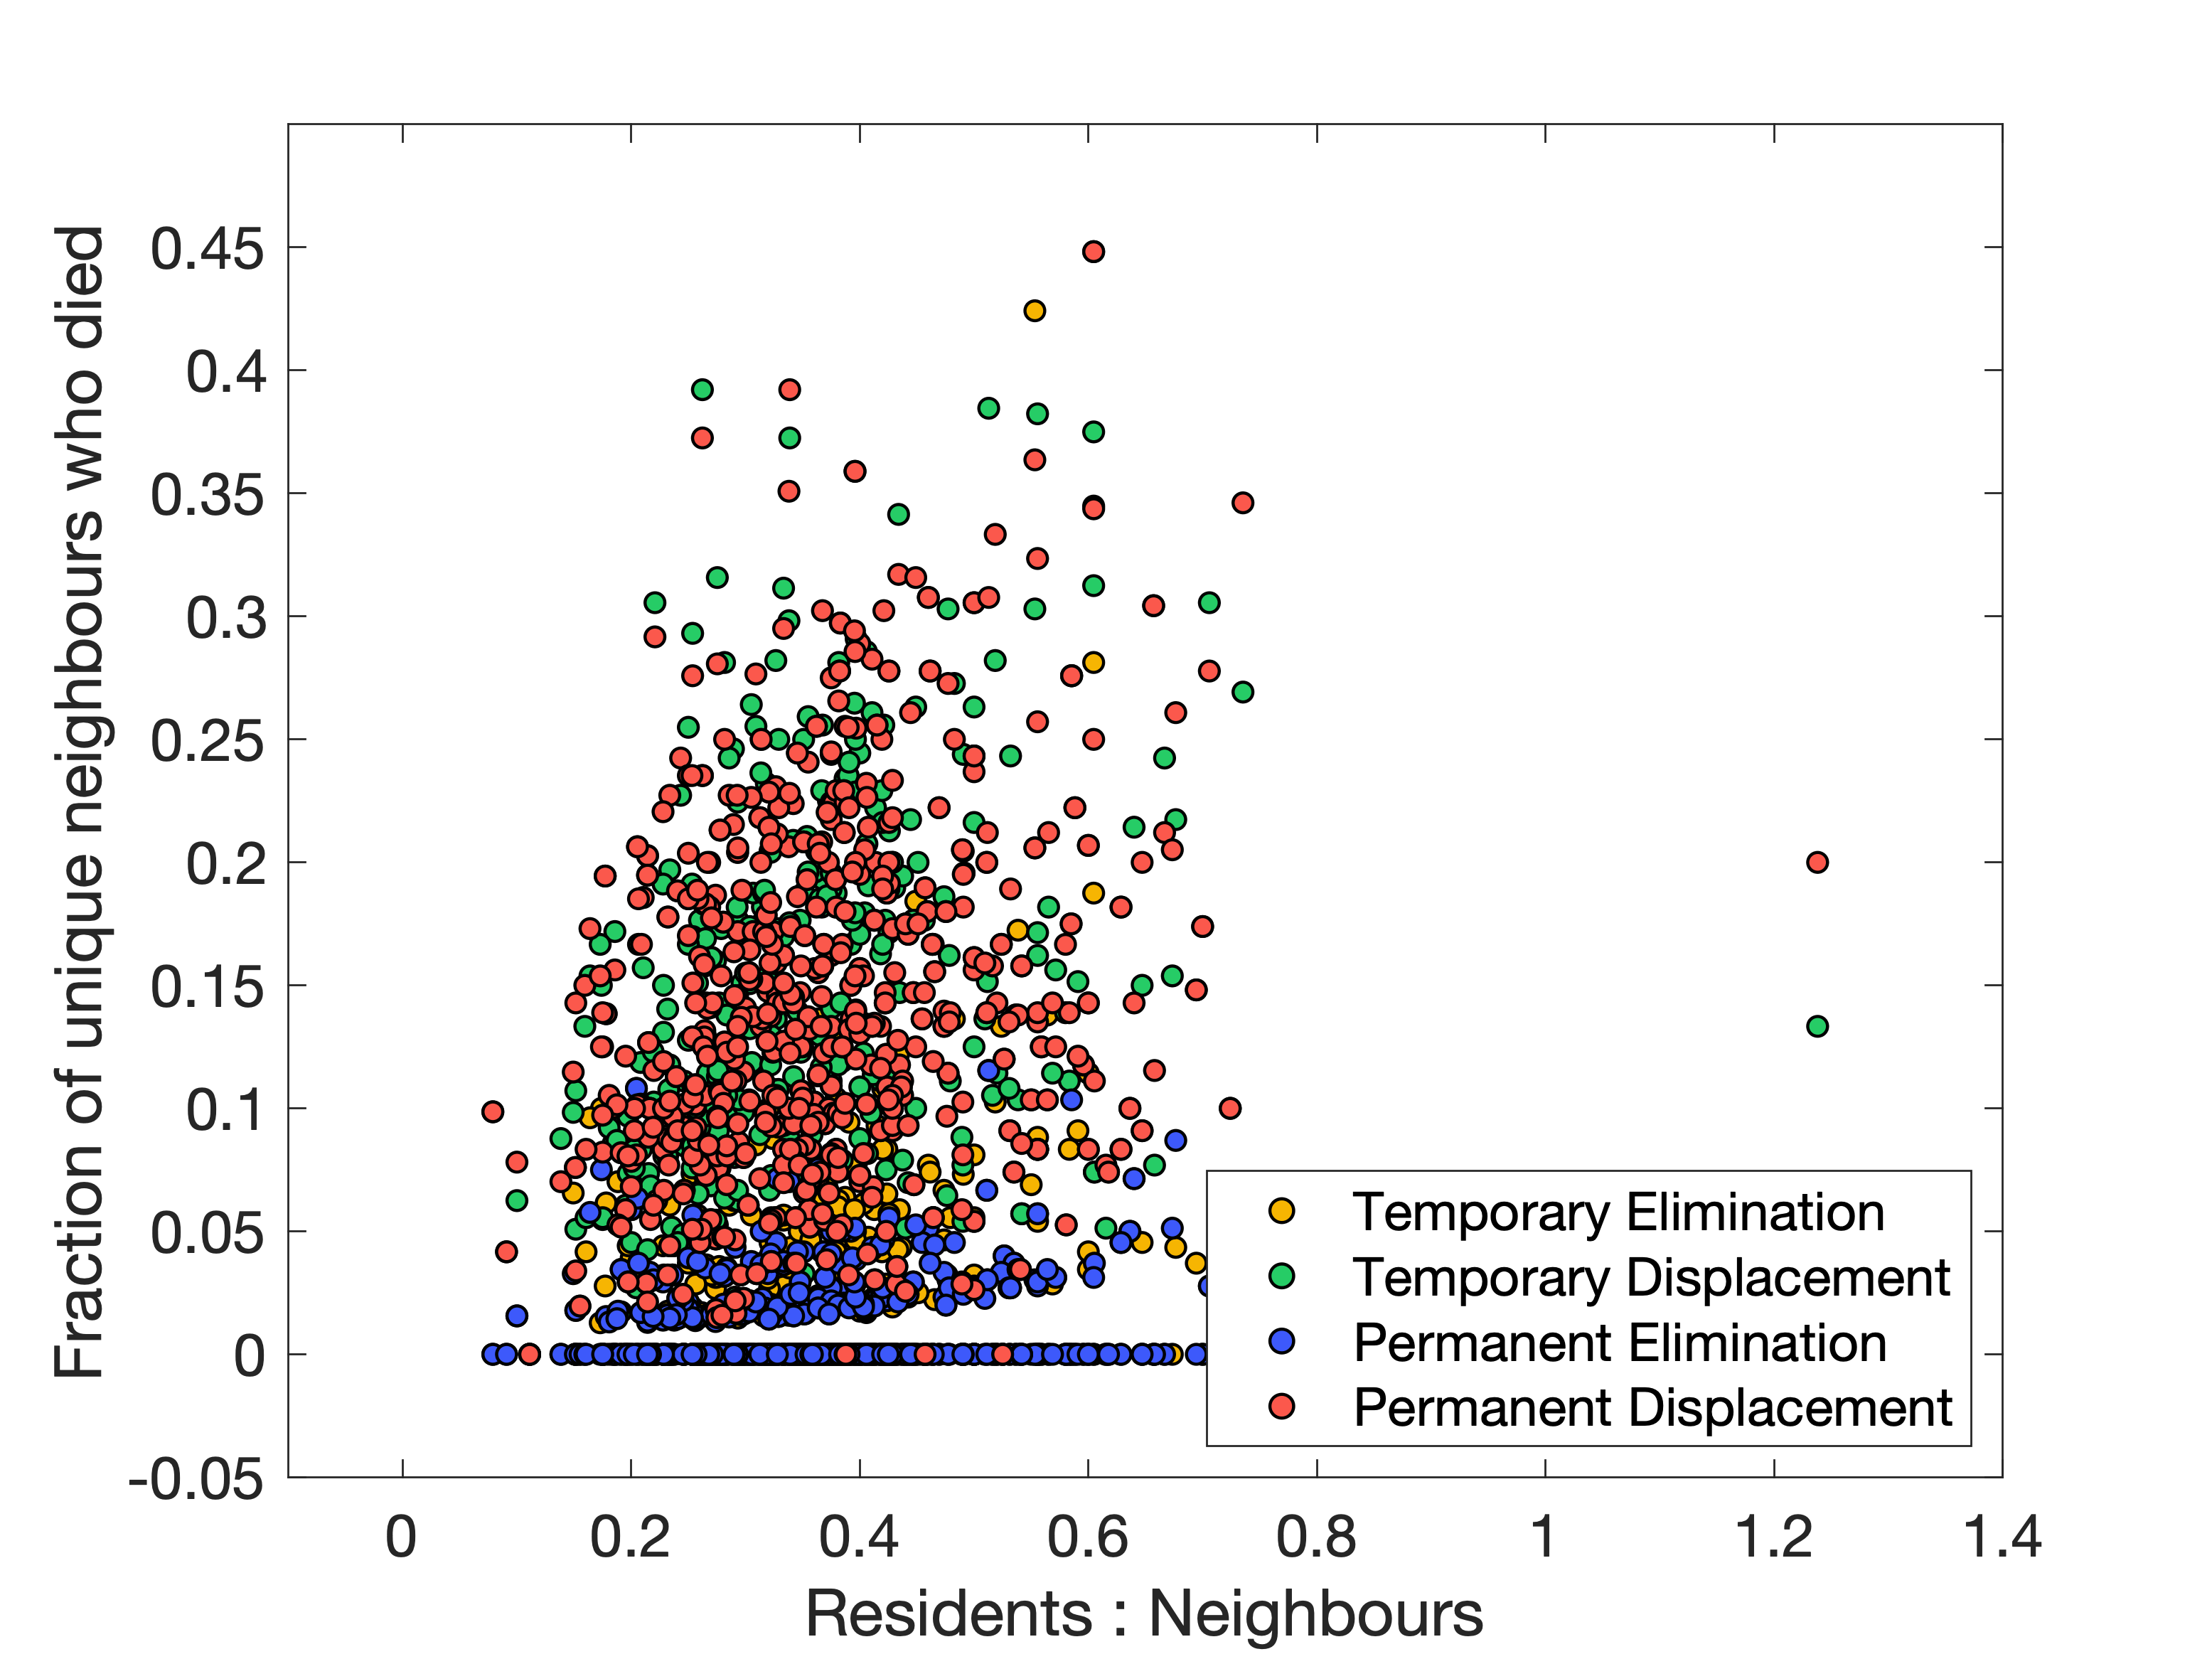 Fraction of unique neighbours who died
0.45
0.4
0.35
0.3
0.25
0.2
0.15
0.1
0.05
0
-0.05
Temporary Elimination
Temporary Displacement
Permanent Elimination
Permanent Displacement
0 0.2 0.4 0.6 0.8 1 1.2 1.4
Residents : Neighbours